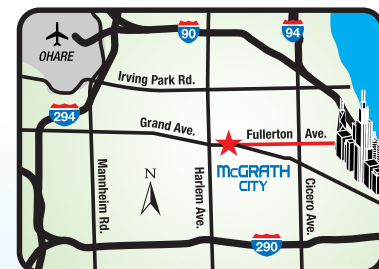 90
94
OHARE
Irving Park Rd.
294
Grand Ave.
Fullerton Ave.
McGRATH
CITY
N
Mannheim Rd.
Harlem Ave.
Cicero Ave.
290